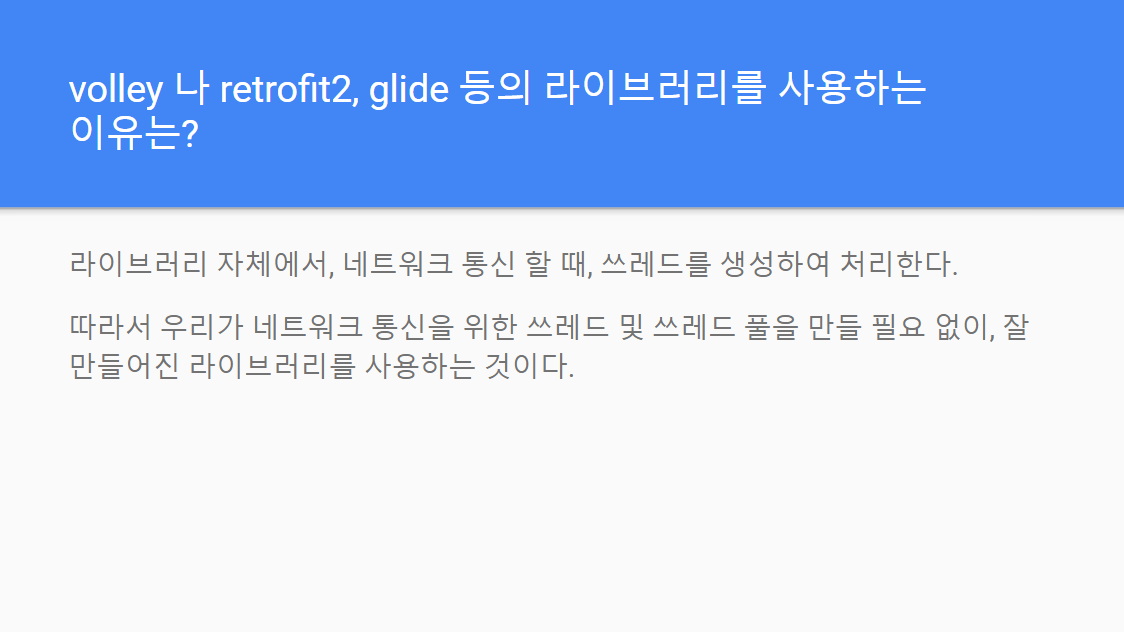 volley 나 retrofit2, glide 등의 라이브러리를 사용하는
이유는?
라이브러리 자체에서, 네트워크 통신 할 때, 쓰레드를 생성하여 처리한다.
따라서 우리가 네트워크 통신을 위한 쓰레드 및 쓰레드 풀을 만들 필요 없이, 잘
만들어진 라이브러리를 사용하는 것이다.